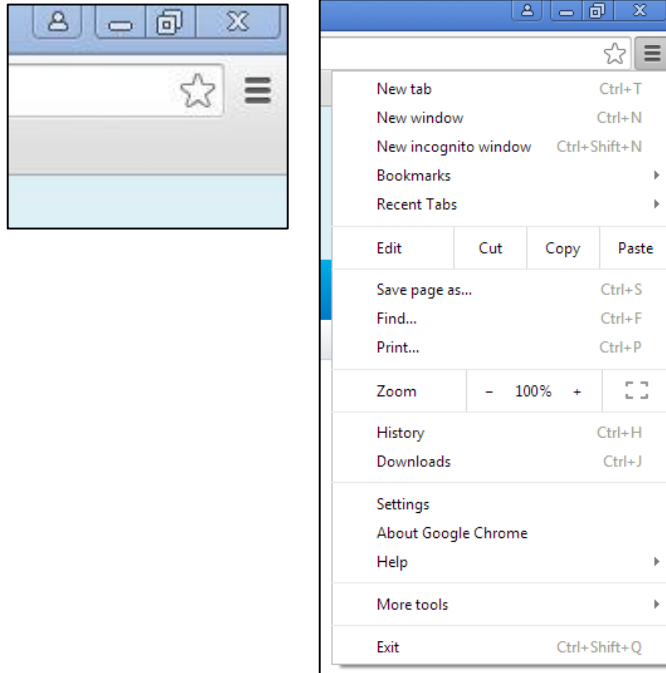 New tab Ctrl+T
New window Ctrl+N
New incognito window Ctrl+Shift+N
Bookmarks
Recent Tabs
Edit Cut Copy Paste
Save page as... Ctrl+S
Find... Ctrl+F
Print... Ctrl+P
Zoom - 100% +
History Ctrl+H
Downloads Ctrl+J
Settings
About Google Chrome
Help
More tools
Exit Ctrl+Shift+Q